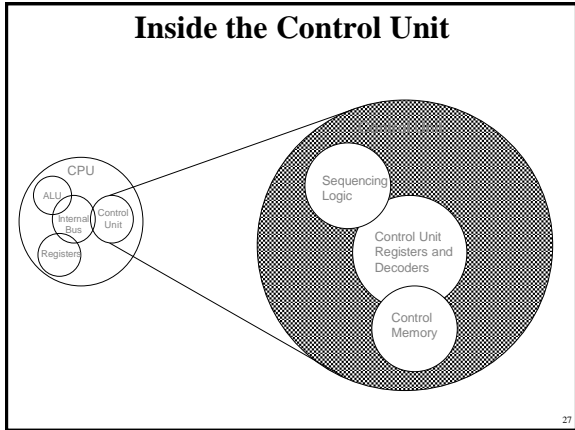 Inside the Control Unit
CPU
ALU
Internal
Bus
Control
Unit
Registers
Sequencing
Logic
Control Unit
Registers and
Decoders
Control
Memory
27